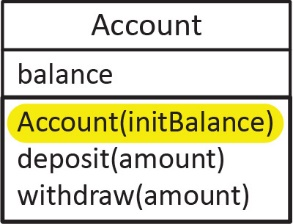 Account
balance
Account(initBalance)
deposit(amount)
withdraw(amount)